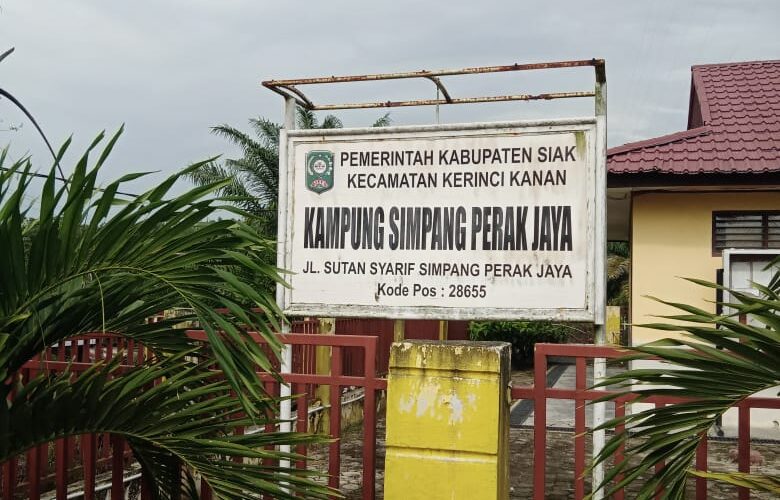 PEMERINTAH KABUPATEN SIAK
KECAMATAN KERINCI KANAN
KAMPUNG SIMPANG PERAK JAYA
JL. SUTAN SYARIF SIMPANG PERAK JAYA
Kode Pos : 28655